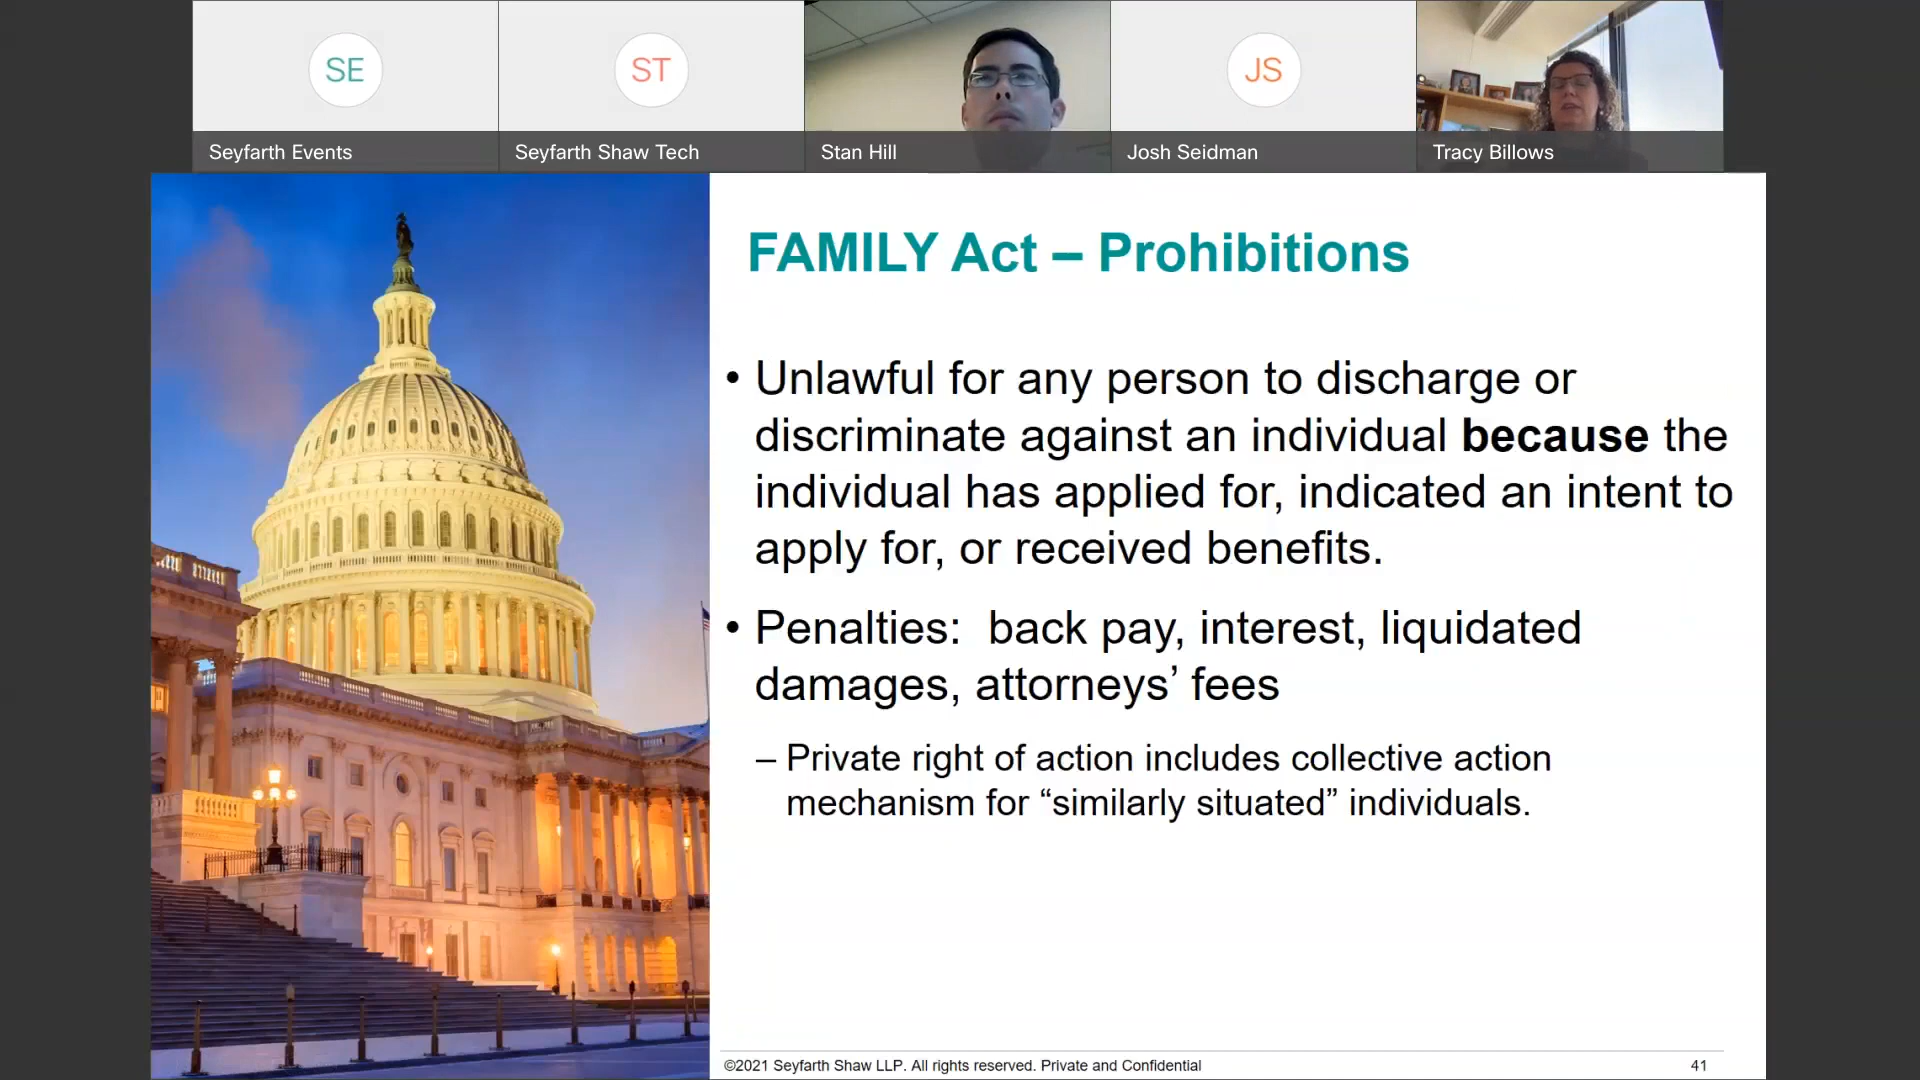 SE
ST
JS
Seyfarth Events
Seyfarth Shaw Tech
Stan Hill
Josh Seidman
Tracy Billows
FAMILY Act – Prohibitions
• Unlawful for any person to discharge or
discriminate against an individual because the
individual has applied for, indicated an intent to
apply for, or received benefits.
• Penalties:  back pay, interest, liquidated
damages, attorneys’ fees
– Private right of action includes collective action
mechanism for “similarly situated” individuals.
©2021 Seyfarth Shaw LLP. All rights reserved. Private and Confidential
41